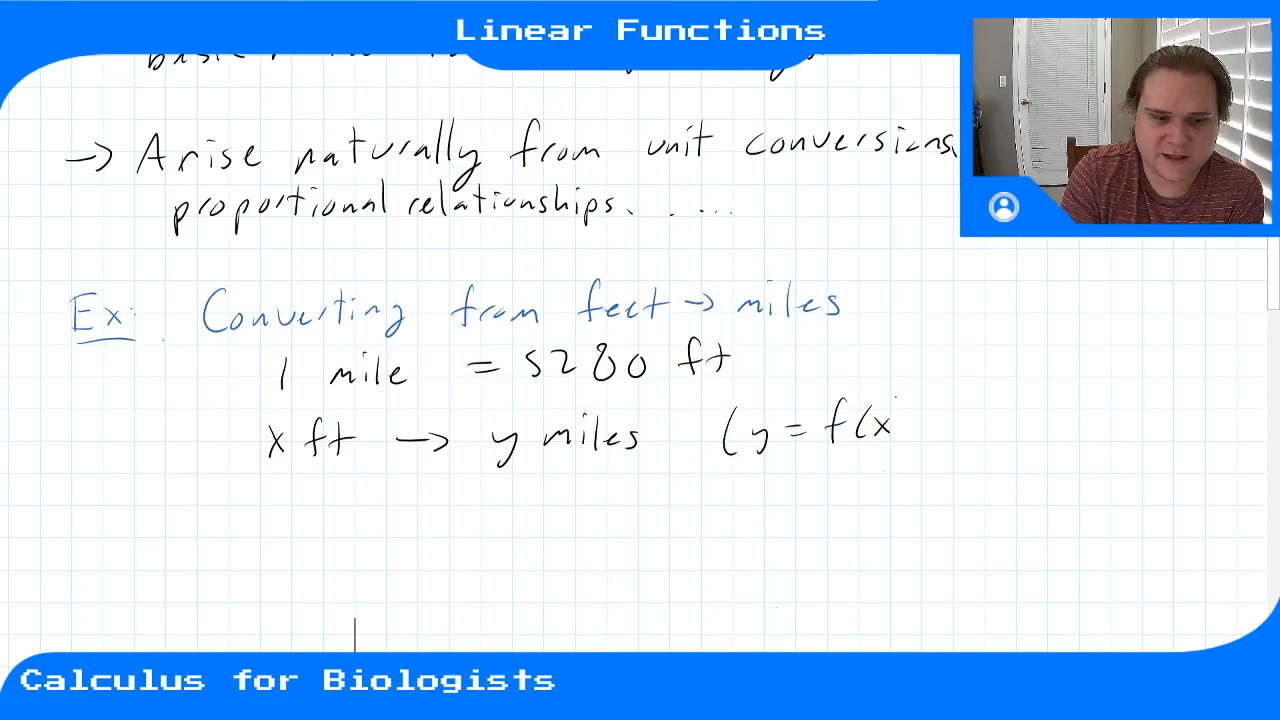 Linear Functions
→ Arise naturally from unit conversions,
proportional relationships. . ...
Ex: Converting from feet → miles
1 mile = 5280 ft
x ft → y miles (y = f(x
Calculus for Biologists